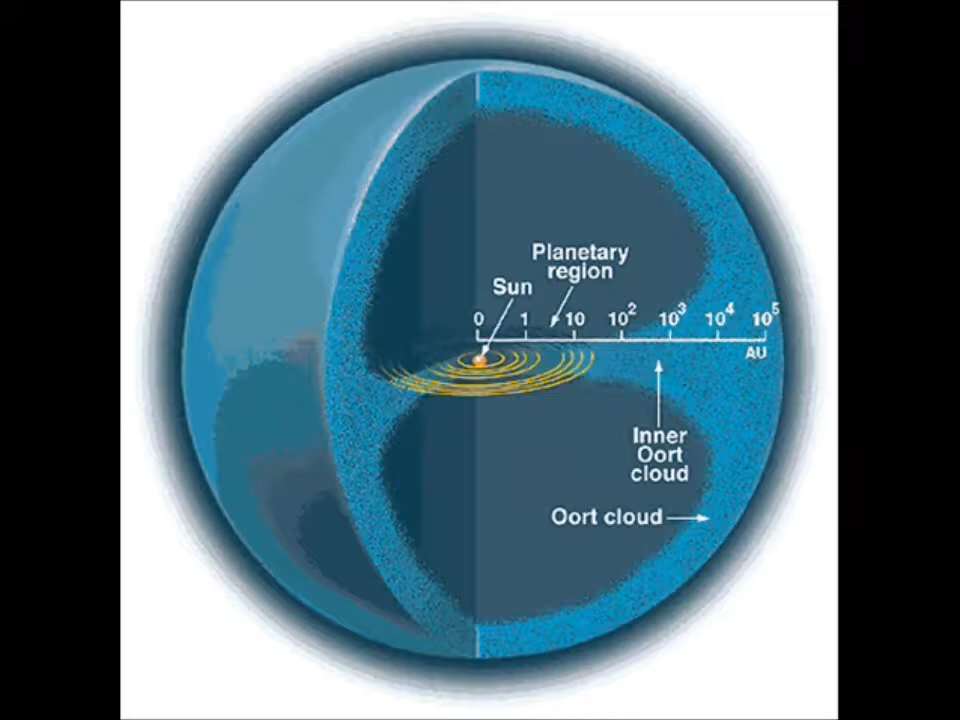 Planetary
region
Sun
0 1 10 10² 10³ 10⁴ 10⁵
AU
Inner
Oort
cloud
Oort cloud